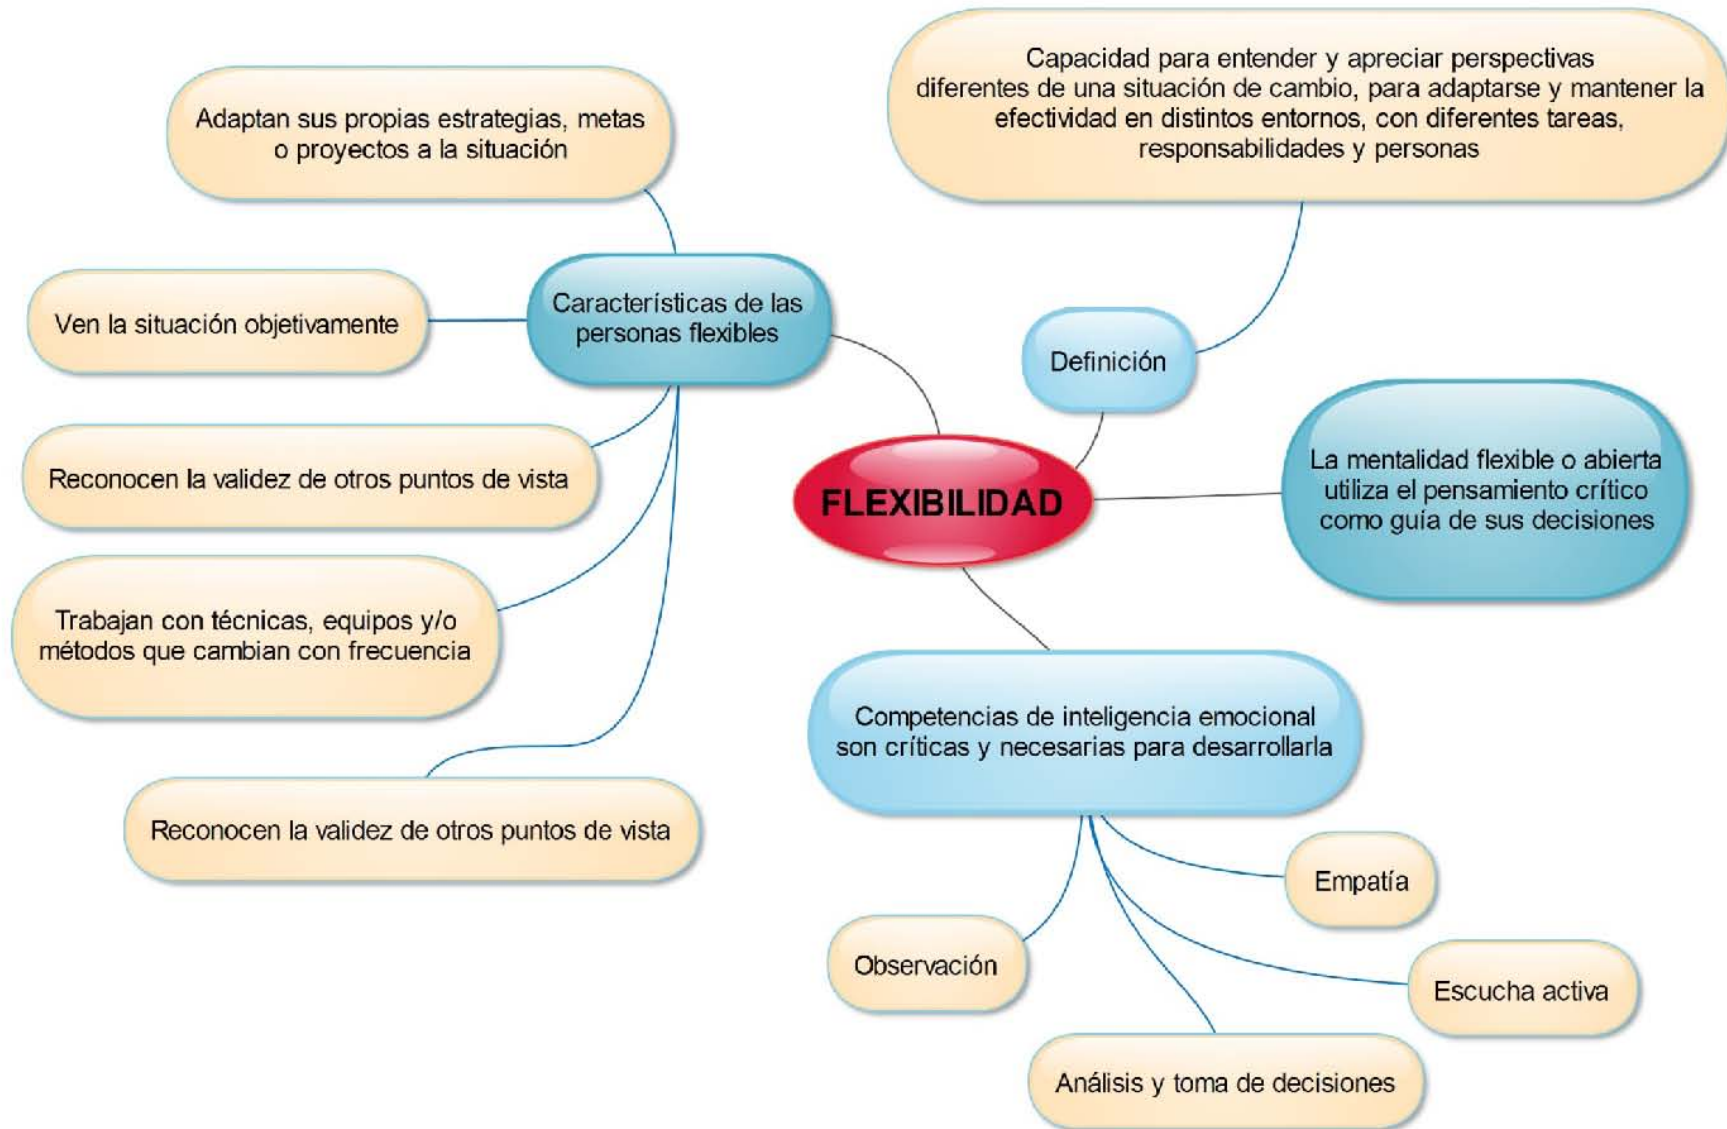 Capacidad para entender y apreciar perspectivas
diferentes de una situación de cambio, para adaptarse y mantener la
efectividad en distintos entornos, con diferentes tareas,
responsabilidades y personas
Adaptan sus propias estrategias, metas
o proyectos a la situación
Características de las
personas flexibles
Ven la situación objetivamente
Definición
Reconocen la validez de otros puntos de vista
FLEXIBILIDAD
La mentalidad flexible o abierta
utiliza el pensamiento crítico
como guía de sus decisiones
Trabajan con técnicas, equipos y/o
métodos que cambian con frecuencia
Competencias de inteligencia emocional
son críticas y necesarias para desarrollarla
Reconocen la validez de otros puntos de vista
Empatía
Observación
Escucha activa
Análisis y toma de decisiones